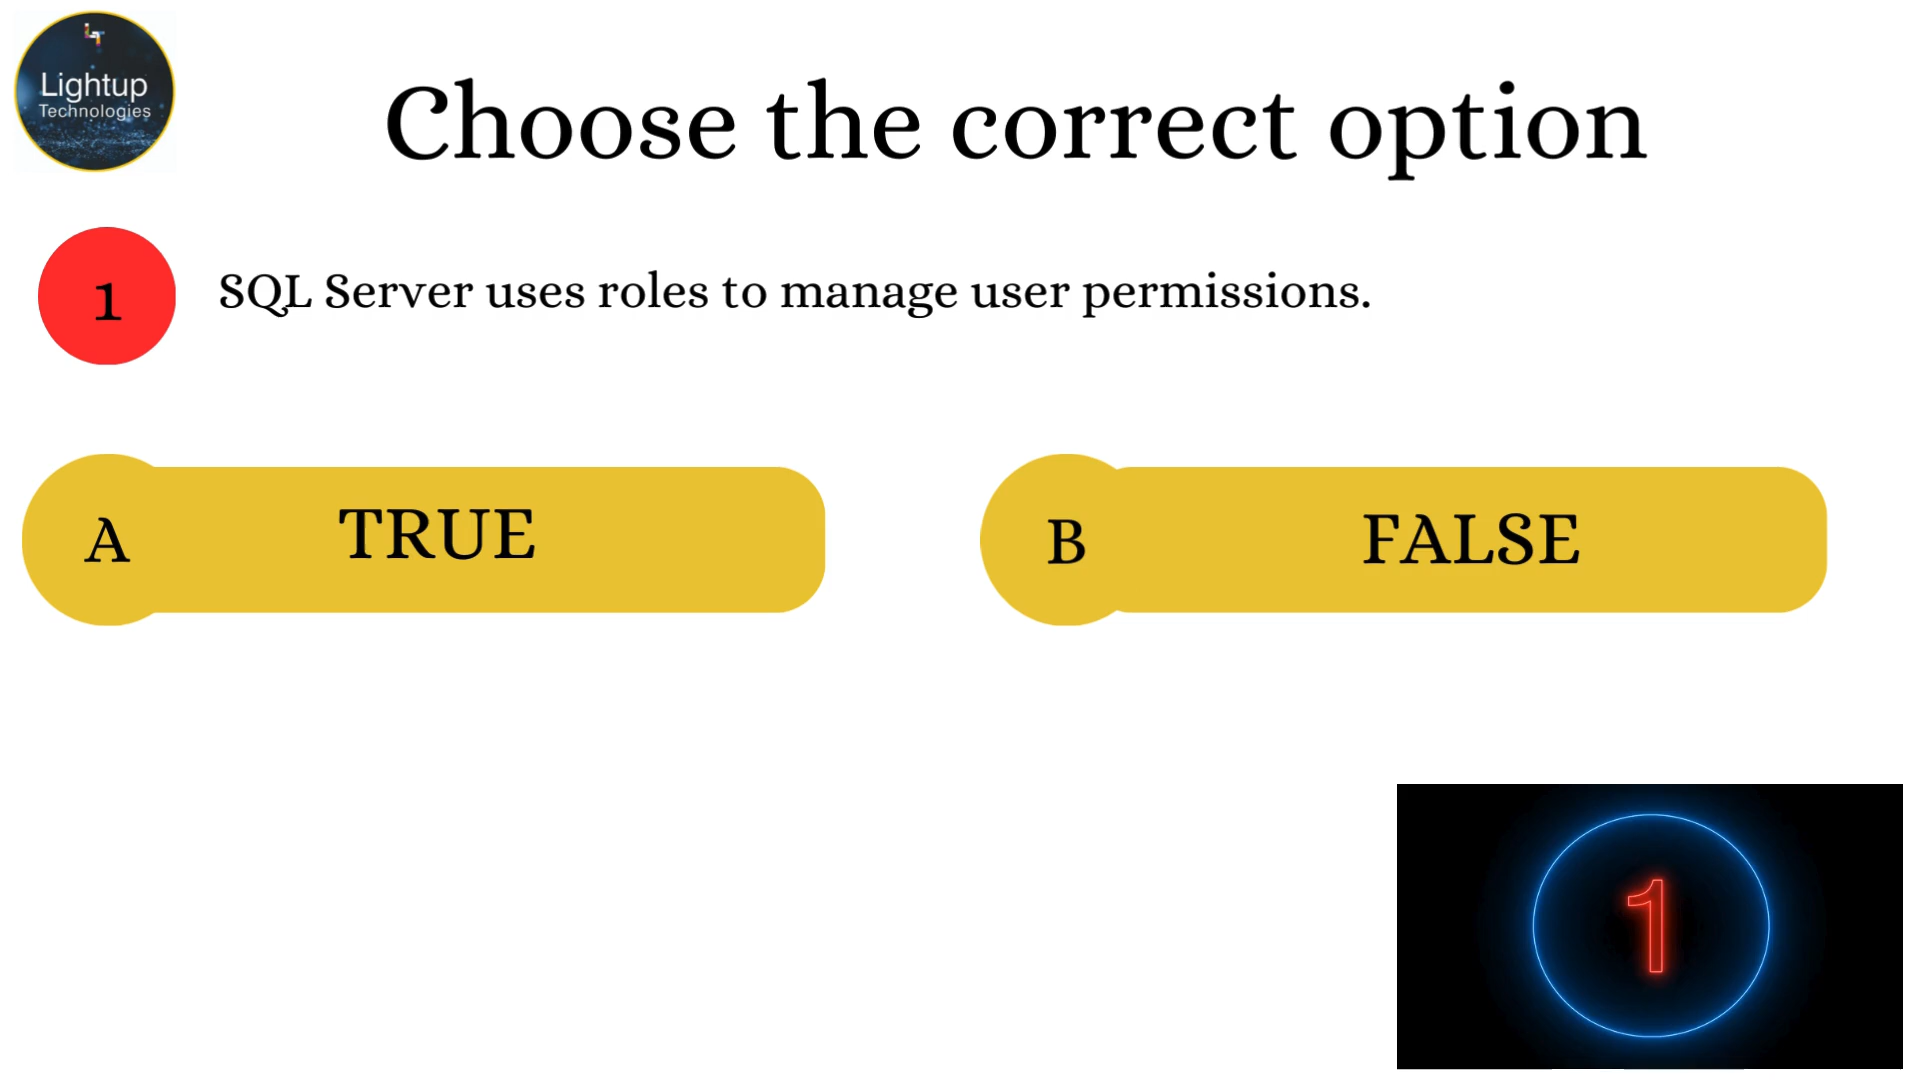 Lightup
Technologies
Choose the correct option
1
SQL Server uses roles to manage user permissions.
A
TRUE
B
FALSE
1